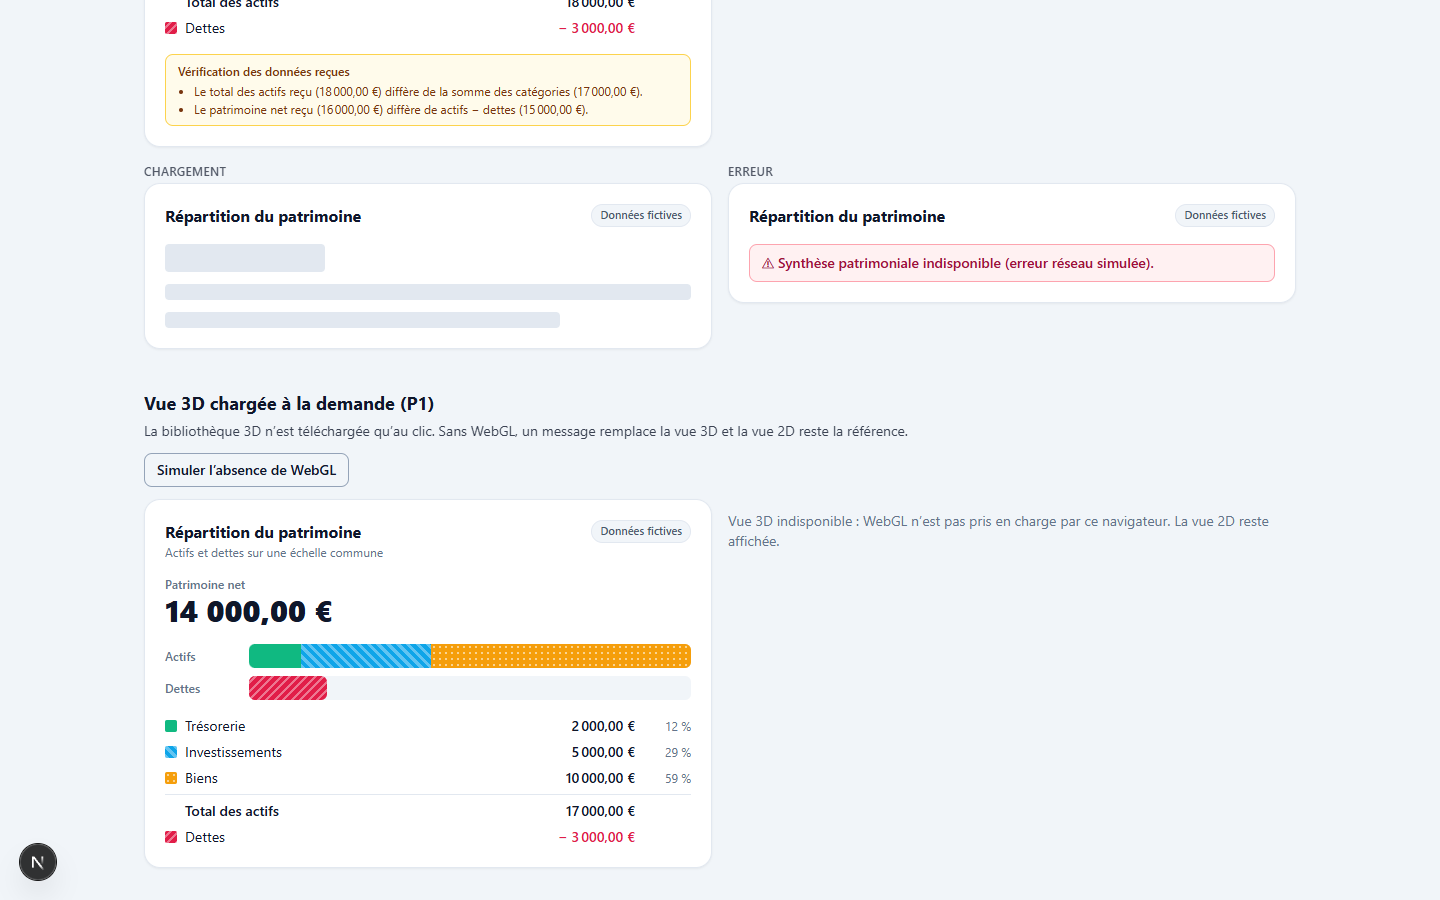 Total des actifs 18 000,00 €
Dettes − 3 000,00 €
Vérification des données reçues
• Le total des actifs reçu (18 000,00 €) diffère de la somme des catégories (17 000,00 €).
• Le patrimoine net reçu (16 000,00 €) diffère de actifs − dettes (15 000,00 €).
CHARGEMENT
Répartition du patrimoine Données fictives
ERREUR
Répartition du patrimoine Données fictives
⚠ Synthèse patrimoniale indisponible (erreur réseau simulée).
Vue 3D chargée à la demande (P1)
La bibliothèque 3D n’est téléchargée qu’au clic. Sans WebGL, un message remplace la vue 3D et la vue 2D reste la référence.
Simuler l’absence de WebGL
Répartition du patrimoine Données fictives
Actifs et dettes sur une échelle commune
Patrimoine net
14 000,00 €
Actifs
Dettes
Trésorerie 2 000,00 € 12 %
Investissements 5 000,00 € 29 %
Biens 10 000,00 € 59 %
Total des actifs 17 000,00 €
Dettes − 3 000,00 €
Vue 3D indisponible : WebGL n’est pas pris en charge par ce navigateur. La vue 2D reste
affichée.
N